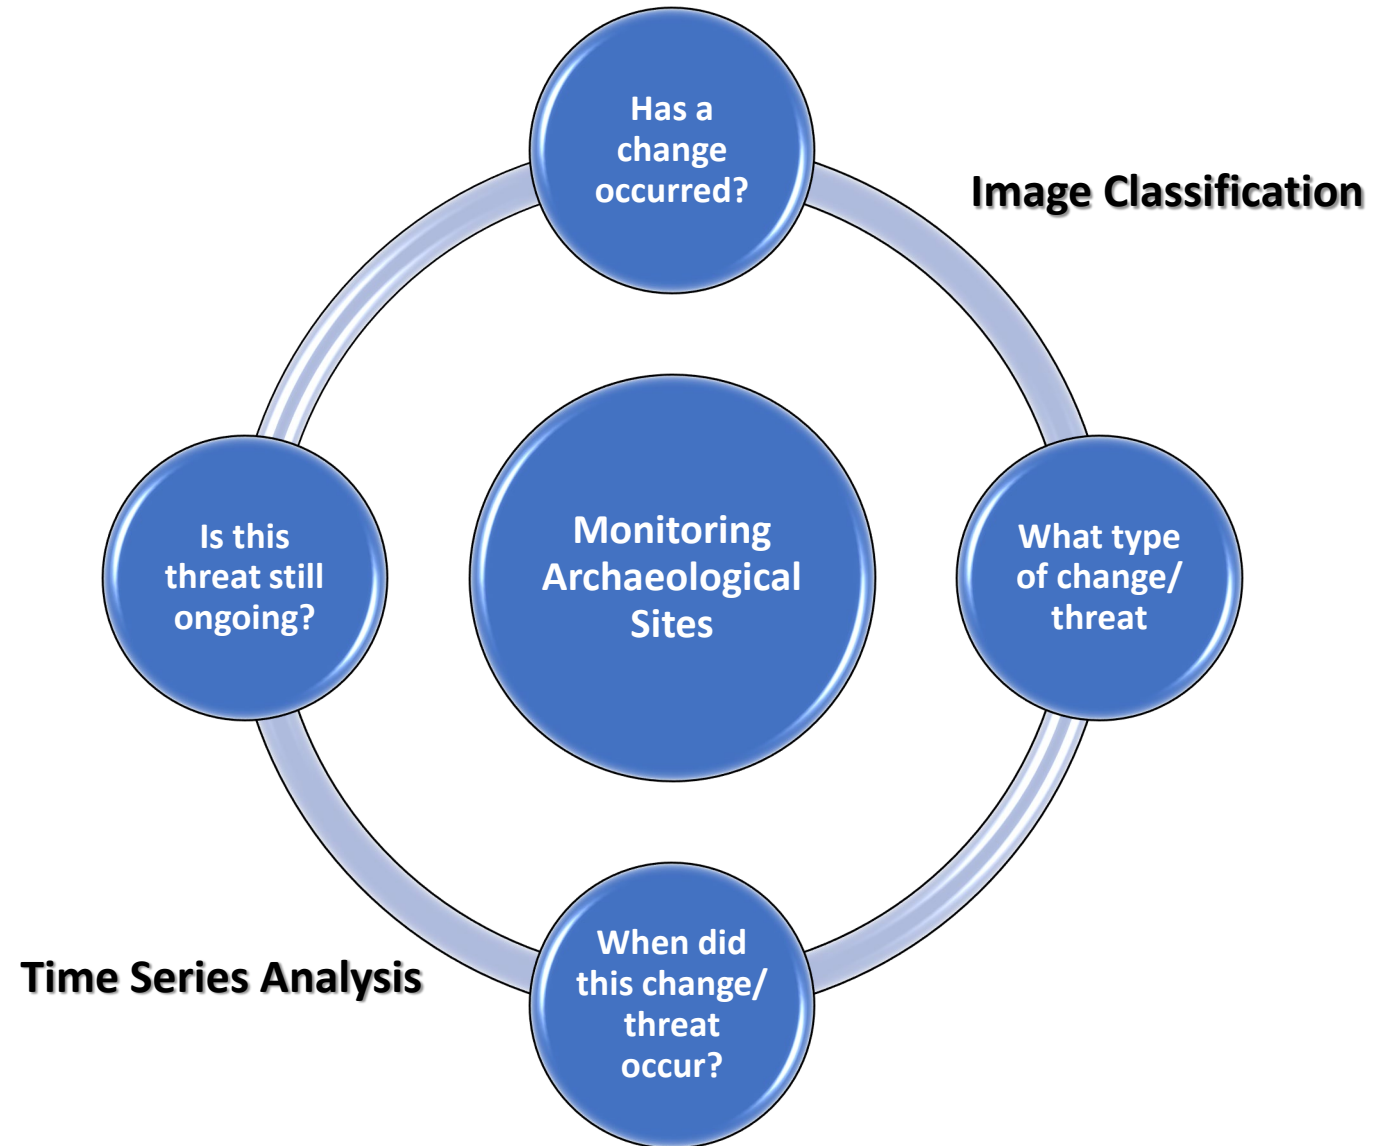 Has a
change
occurred?
Image Classification
Monitoring
Archaeological
Sites
Is this
threat still
ongoing?
What type
of change/
threat
When did
this change/
threat
occur?
Time Series Analysis